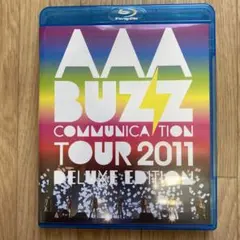 Blu-ray Disc
AAA
BUZZ
COMMUNICATION
TOUR 2011
DELUXE EDITION